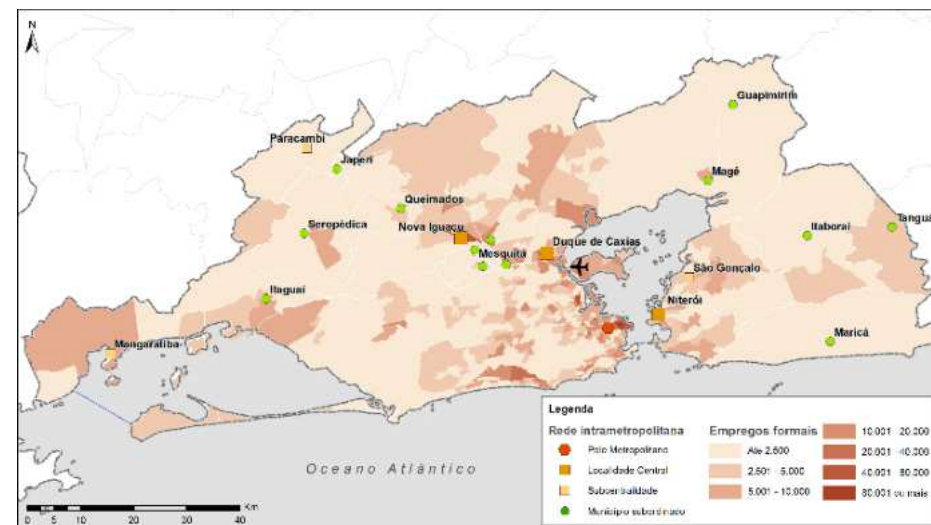 N
Guapimirim
Paracambi
Japeri
Magé
Queimados
Tanguá
Seropédica
Nova Iguaçu
Itaboraí
Duque de Caxias
Mesquita
São Gonçalo
Itaguaí
Niterói
Maricá
Mangaratiba
Oceano Atlântico
Km
0 5 10 20 30 40
Legenda
Rede intrametropolitana
Polo Metropolitano
Localidade Central
Subcentralidade
Município subordinado
Empregos formais
Até 2.500
2.501 - 5.000
5.001 - 10.000
10.001 - 20.000
20.001 - 40.000
40.001 - 80.000
80.001 ou mais